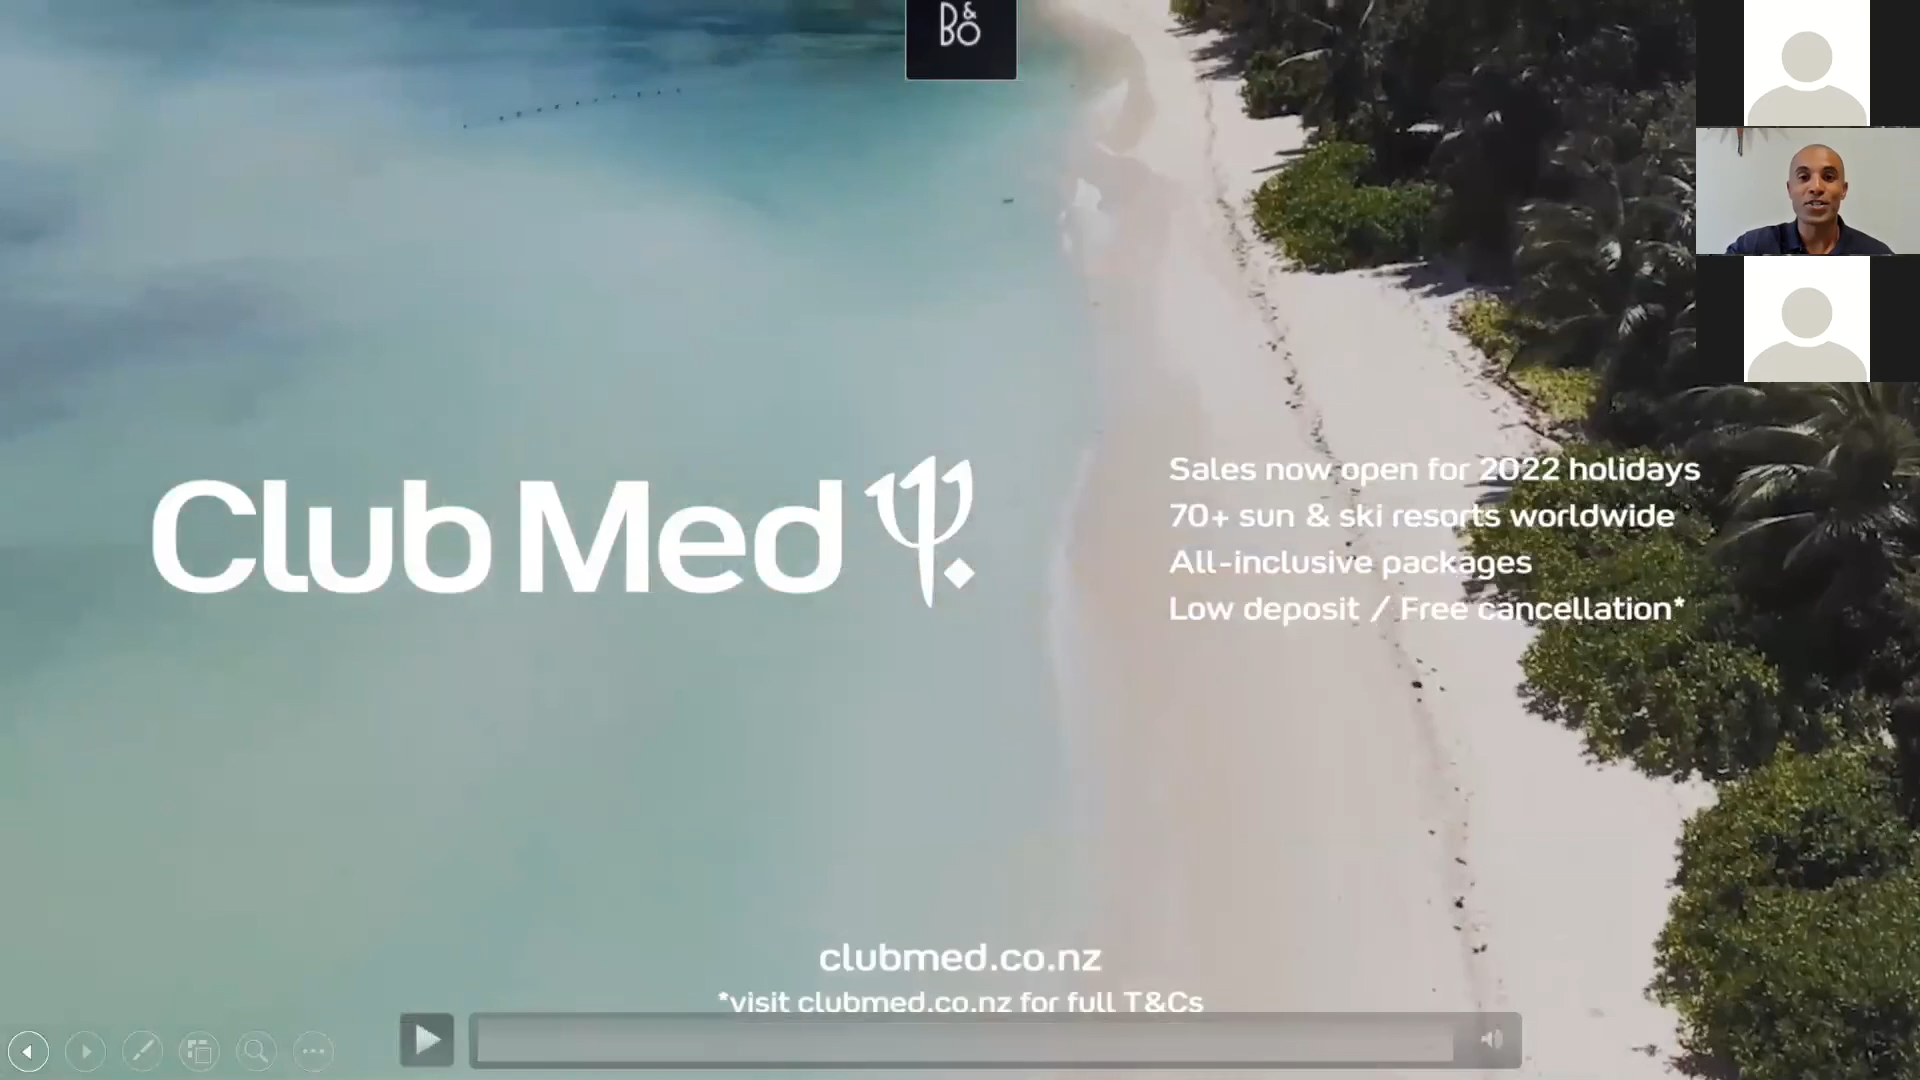 B&O
Club Med
Sales now open for 2022 holidays
70+ sun & ski resorts worldwide
All-inclusive packages
Low deposit / Free cancellation*
clubmed.co.nz
*visit clubmed.co.nz for full T&Cs